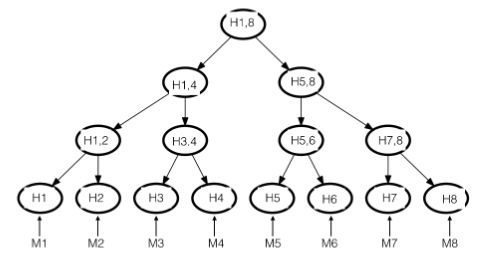 H1,8
H1,4 H5,8
H1,2 H3.4 H5,6 H7,8
H1 H2 H3 H4 H5 H6 H7 H8
M1 M2 M3 M4 M5 M6 M7 M8